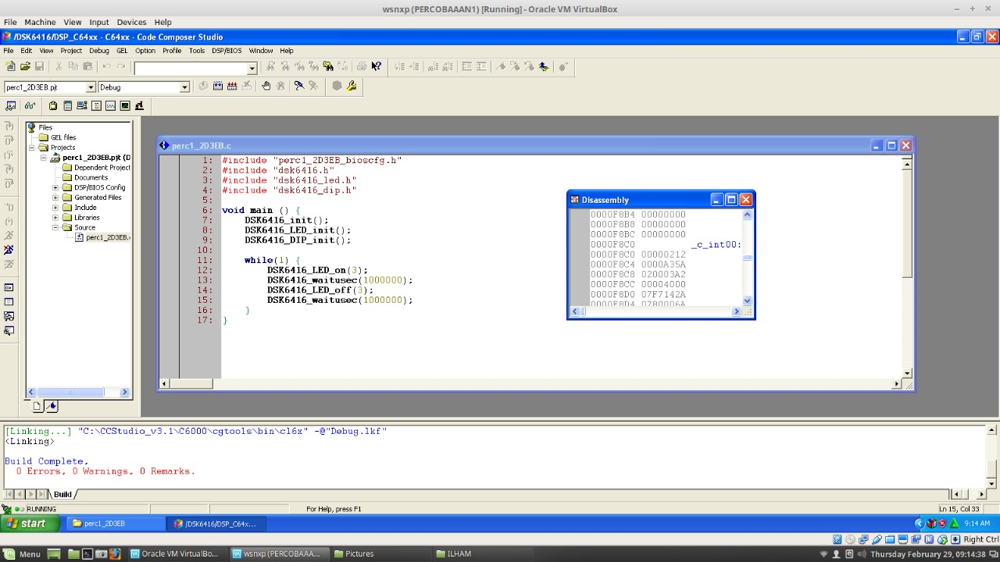 wsnxp (PERCOBAAAN1) [Running] - Oracle VM VirtualBox
File Machine View Input Devices Help
/DSK6416/DSP_C64xx - C64xx - Code Composer Studio
File Edit View Project Debug GEL Option Profile Tools DSP/BIOS Window Help
perc1_2D3EB.pjt Debug
Files
GEL files
Projects
perc1_2D3EB.pjt (D
Dependent Project
Documents
DSP/BIOS Config
Generated Files
Include
Libraries
Source
perc1_2D3EB.
perc1_2D3EB.c
1: #include "perc1_2D3EB_bioscfg.h"
2: #include "dsk6416.h"
3: #include "dsk6416_led.h"
4: #include "dsk6416_dip.h"
5:
6: void main () {
7: DSK6416_init();
8: DSK6416_LED_init();
9: DSK6416_DIP_init();
10:
11: while(1) {
12: DSK6416_LED_on(3);
13: DSK6416_waitusec(1000000);
14: DSK6416_LED_off(3);
15: DSK6416_waitusec(1000000);
16: }
17: }
Disassembly
0000F8B4 00000000
0000F8B8 00000000
0000F8BC 00000000
0000F8C0 _c_int00:
0000F8C0 00000212
0000F8C4 0000A35A
0000F8C8 020003A2
0000F8CC 00004000
0000F8D0 07F7142A
0000F8D4 0780006A
[Linking...] "C:\CCStudio_v3.1\C6000\cgtools\bin\cl6x" -@"Debug.lkf"
<Linking>
Build Complete,
0 Errors, 0 Warnings, 0 Remarks.
Build
RUNNING For Help, press F1 Ln 15, Col 33
start perc1_2D3EB /DSK6416/DSP_C64x... 9:14 AM
Right Ctrl
Menu Oracle VM VirtualBo... wsnxp (PERCOBAAA... Pictures ILHAM Thursday February 29, 09:14:38